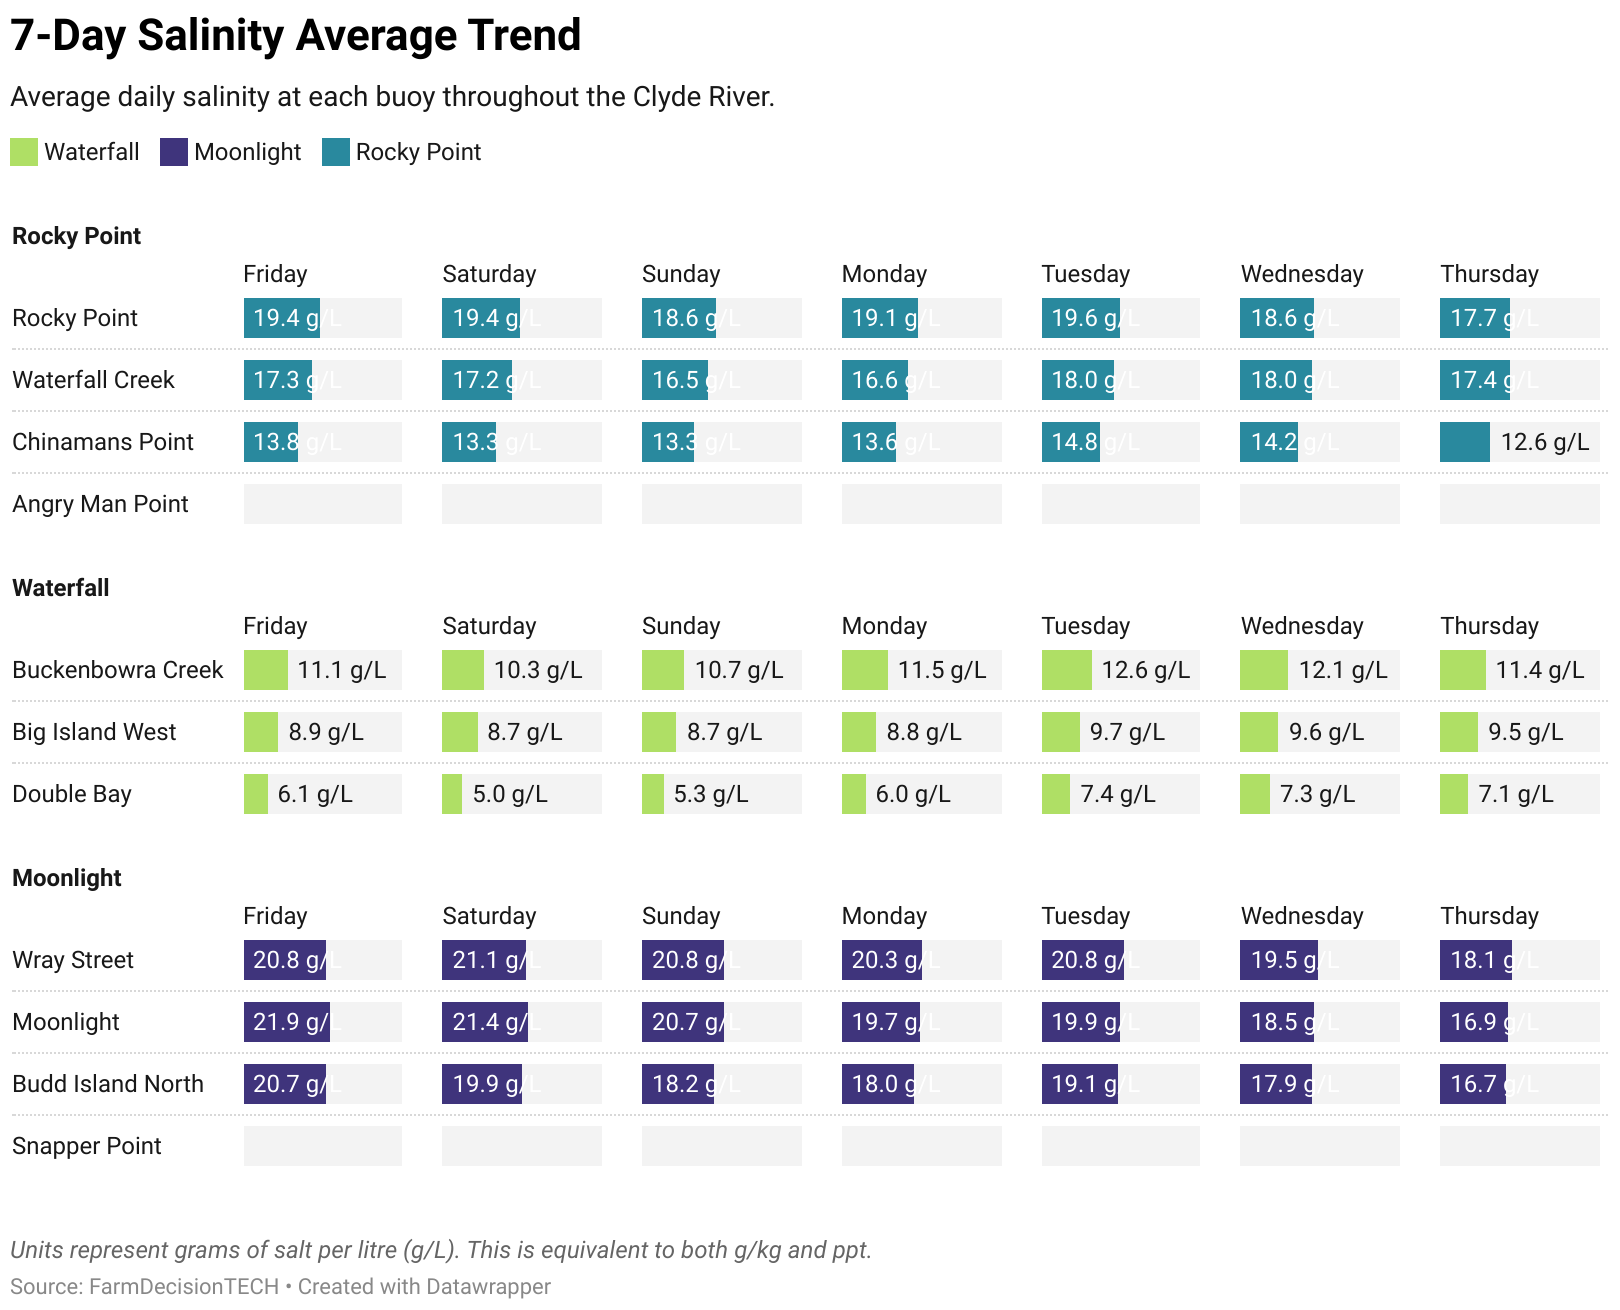 7-Day Salinity Average Trend
Average daily salinity at each buoy throughout the Clyde River.
Waterfall Moonlight Rocky Point
Rocky Point
Friday Saturday Sunday Monday Tuesday Wednesday Thursday
Rocky Point 19.4 g/L 19.4 g/L 18.6 g/L 19.1 g/L 19.6 g/L 18.6 g/L 17.7 g/L
Waterfall Creek 17.3 g/L 17.2 g/L 16.5 g/L 16.6 g/L 18.0 g/L 18.0 g/L 17.4 g/L
Chinamans Point 13.8 g/L 13.3 g/L 13.3 g/L 13.6 g/L 14.8 g/L 14.2 g/L 12.6 g/L
Angry Man Point
Waterfall
Friday Saturday Sunday Monday Tuesday Wednesday Thursday
Buckenbowra Creek 11.1 g/L 10.3 g/L 10.7 g/L 11.5 g/L 12.6 g/L 12.1 g/L 11.4 g/L
Big Island West 8.9 g/L 8.7 g/L 8.7 g/L 8.8 g/L 9.7 g/L 9.6 g/L 9.5 g/L
Double Bay 6.1 g/L 5.0 g/L 5.3 g/L 6.0 g/L 7.4 g/L 7.3 g/L 7.1 g/L
Moonlight
Friday Saturday Sunday Monday Tuesday Wednesday Thursday
Wray Street 20.8 g/L 21.1 g/L 20.8 g/L 20.3 g/L 20.8 g/L 19.5 g/L 18.1 g/L
Moonlight 21.9 g/L 21.4 g/L 20.7 g/L 19.7 g/L 19.9 g/L 18.5 g/L 16.9 g/L
Budd Island North 20.7 g/L 19.9 g/L 18.2 g/L 18.0 g/L 19.1 g/L 17.9 g/L 16.7 g/L
Snapper Point
Units represent grams of salt per litre (g/L). This is equivalent to both g/kg and ppt.
Source: FarmDecisionTECH • Created with Datawrapper